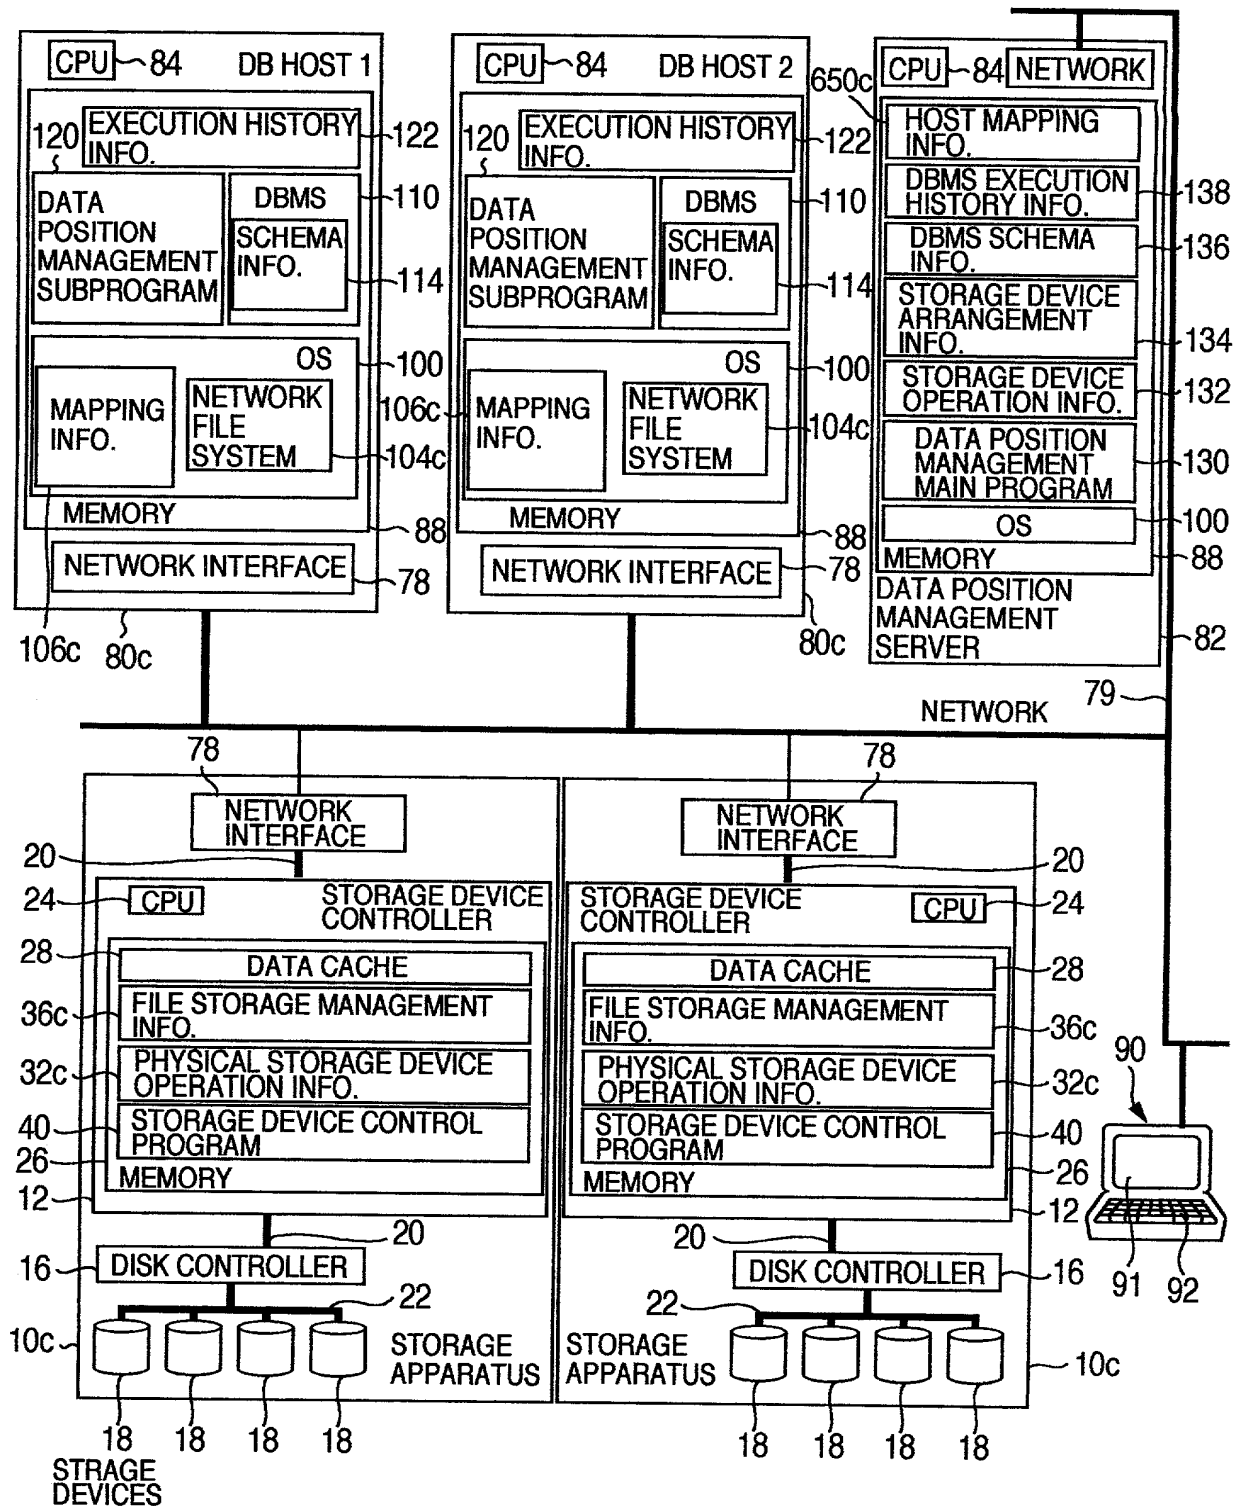 CPU 84 DB HOST 1
120
EXECUTION HISTORY
INFO.
122
DATA
POSITION
MANAGEMENT
SUBPROGRAM
DBMS
110
SCHEMA
INFO.
114
OS
100
MAPPING
INFO.
NETWORK
FILE
SYSTEM
104c
MEMORY
88
NETWORK INTERFACE
78
106c
80c
CPU 84 DB HOST 2
120
EXECUTION HISTORY
INFO.
122
DATA
POSITION
MANAGEMENT
SUBPROGRAM
DBMS
110
SCHEMA
INFO.
114
OS
100
106c
MAPPING
INFO.
NETWORK
FILE
SYSTEM
104c
MEMORY
88
NETWORK INTERFACE
78
80c
CPU 84 NETWORK
650c
HOST MAPPING
INFO.
DBMS EXECUTION
HISTORY INFO.
138
DBMS SCHEMA
INFO.
136
STORAGE DEVICE
ARRANGEMENT
INFO.
134
STORAGE DEVICE
OPERATION INFO.
132
DATA POSITION
MANAGEMENT
MAIN PROGRAM
130
OS
100
MEMORY
88
DATA POSITION
MANAGEMENT
SERVER
82
79
NETWORK
78
NETWORK
INTERFACE
20
24
CPU
STORAGE DEVICE
CONTROLLER
28
DATA CACHE
36c
FILE STORAGE MANAGEMENT
INFO.
32c
PHYSICAL STORAGE DEVICE
OPERATION INFO.
40
STORAGE DEVICE CONTROL
PROGRAM
26
MEMORY
12
20
16
DISK CONTROLLER
22
10c
STORAGE
APPARATUS
18 18 18 18
STRAGE
DEVICES
78
NETWORK
INTERFACE
20
STORAGE DEVICE
CONTROLLER
CPU
24
DATA CACHE
28
FILE STORAGE MANAGEMENT
INFO.
36c
PHYSICAL STORAGE DEVICE
OPERATION INFO.
32c
STORAGE DEVICE CONTROL
PROGRAM
40
MEMORY
26
12
20
DISK CONTROLLER
16
22
STORAGE
APPARATUS
10c
18 18 18 18
90
91 92